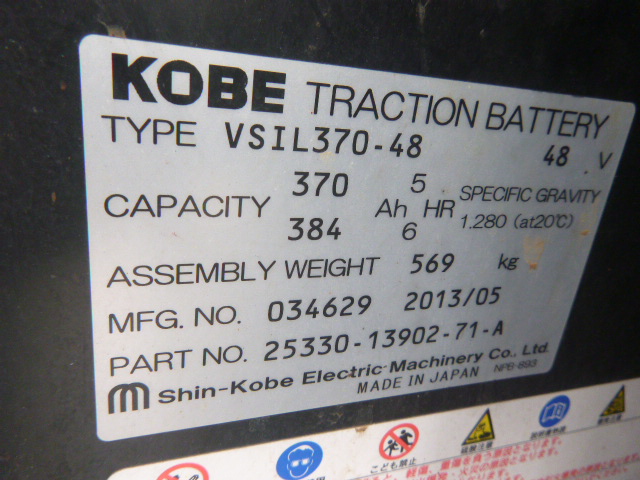 KOBE TRACTION BATTERY
TYPE VSIL370-48 48 V
CAPACITY 370 384 Ah 5 6 HR SPECIFIC GRAVITY 1.280 (at20℃)
ASSEMBLY WEIGHT 569 kg
MFG. NO. 034629 2013/05
PART NO. 25330-13902-71-A
Shin-Kobe Electric Machinery Co., Ltd.
MADE IN JAPAN NPB-693
こども禁止